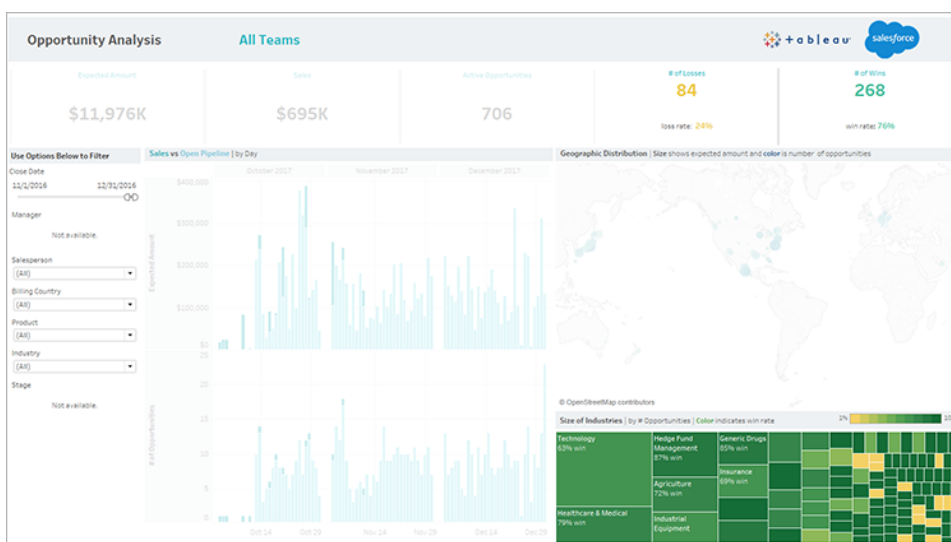 Opportunity Analysis
All Teams
+ a b | e a u
salesforce
Expected Amount
$11,976K
Sales
$695K
Active Opportunities
706
# of Losses
84
loss rate: 24%
# of Wins
268
win rate: 76%
Use Options Below to Filter
Close Date
11/1/2016 12/31/2016
Manager
Not available.
Salesperson
(All)
Billing Country
(All)
Product
(All)
Industry
(All)
Stage
Not available.
Sales vs Open Pipeline | by Day
October 2017 November 2017 December 2017
Expected Amount
$400,000
$300,000
$200,000
$100,000
$0
# of Opportunities
25
20
15
10
5
0
Oct 14 Oct 29 Nov 24 Nov 29 Dec 14 Dec 29
Geographic Distribution | Size shows expected amount and color is number of opportunities
© OpenStreetMap contributors
Size of Industries | by # Opportunities | Color indicates win rate
Technology
63% win
Healthcare & Medical
79% win
Hedge Fund
Management
87% win
Agriculture
72% win
Industrial
Equipment
Generic Drugs
85% win
Insurance
69% win